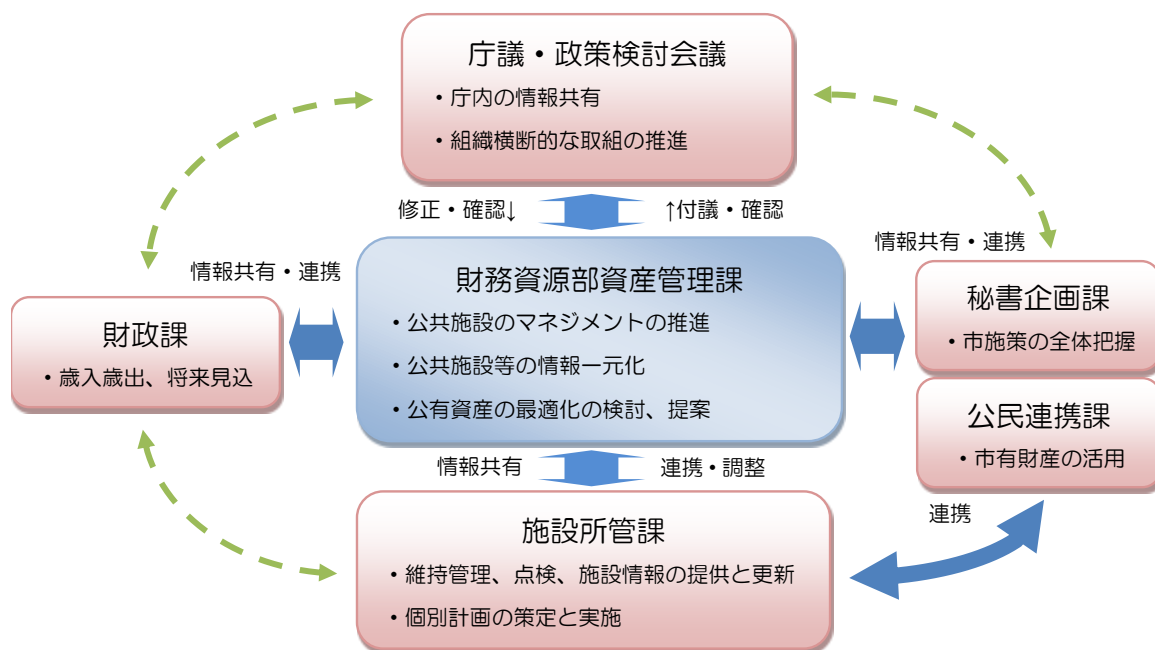 庁議・政策検討会議
・庁内の情報共有
・組織横断的な取組の推進
修正・確認↓
↑付議・確認
情報共有・連携
情報共有・連携
財務資源部資産管理課
・公共施設のマネジメントの推進
・公共施設等の情報一元化
・公有資産の最適化の検討、提案
財政課
・歳入歳出、将来見込
秘書企画課
・市施策の全体把握
公民連携課
・市有財産の活用
情報共有
連携・調整
連携
施設所管課
・維持管理、点検、施設情報の提供と更新
・個別計画の策定と実施